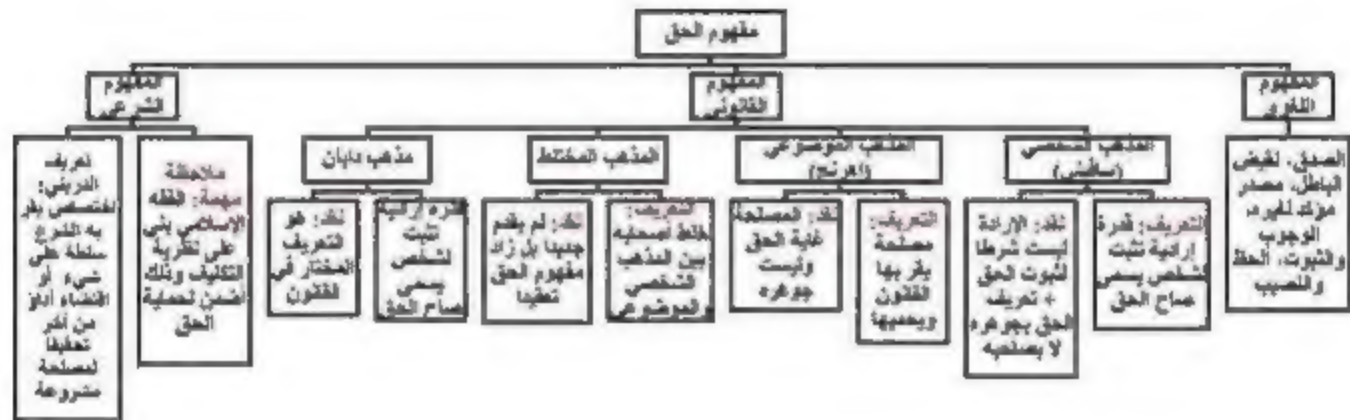 مفهوم الحق
المفهوم
اللغوي
المفهوم
القانوني
المفهوم
الشرعي
الصدق، نقيض
الباطل، مصدر
مؤكد لغيره،
الوجوب
والثبوت، الحظ
والنصيب
المذهب الشخصي
المذهب الموضوعي
(اهرنج)
المذهب المختلط
مذهب دابان
التعريف: قدرة
إرادية تثبت
لشخص يسمى
صاح الحق
نقد: الإرادة
ليست شرطا
لثبوت الحق
+ تعريف
الحق بجوهره
لا بصاحبه
التعريف:
مصلحة
يقر بها
القانون
ويحميها
نقد: المصلحة
غاية الحق
وليست
جوهره
التعريف:
خلط أصحابه
بين المذهب
الشخصي
والموضوعي
نقد: لم يقدم
جديدا بل زاد
مفهوم الحق
تعقيدا
قدرة إرادية
تثبت
لشخص
يسمى
صاح الحق
نقد: هو
التعريف
المختار في
القانون
ملاحظة
مهمة: الفقه
الإسلامي بني
على نظرية
التكليف وذلك
أضمن لحماية
الحق
تعريف
الدريني:
اختصاص يقر
به الشرع
سلطة على
شيء أو
اقتضاء أداء
من آخر
تحقيقا
لمصلحة
مشروعة